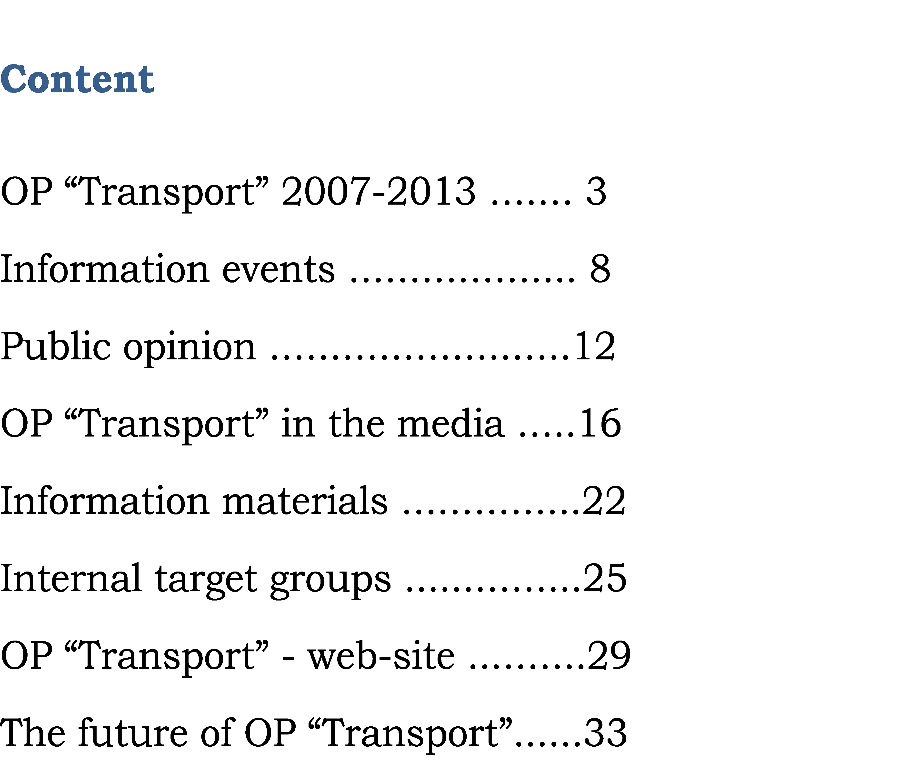 Content
OP “Transport” 2007-2013 ....... 3
Information events ................... 8
Public opinion .........................12
OP “Transport” in the media .....16
Information materials ...............22
Internal target groups ...............25
OP “Transport” - web-site ..........29
The future of OP “Transport”......33